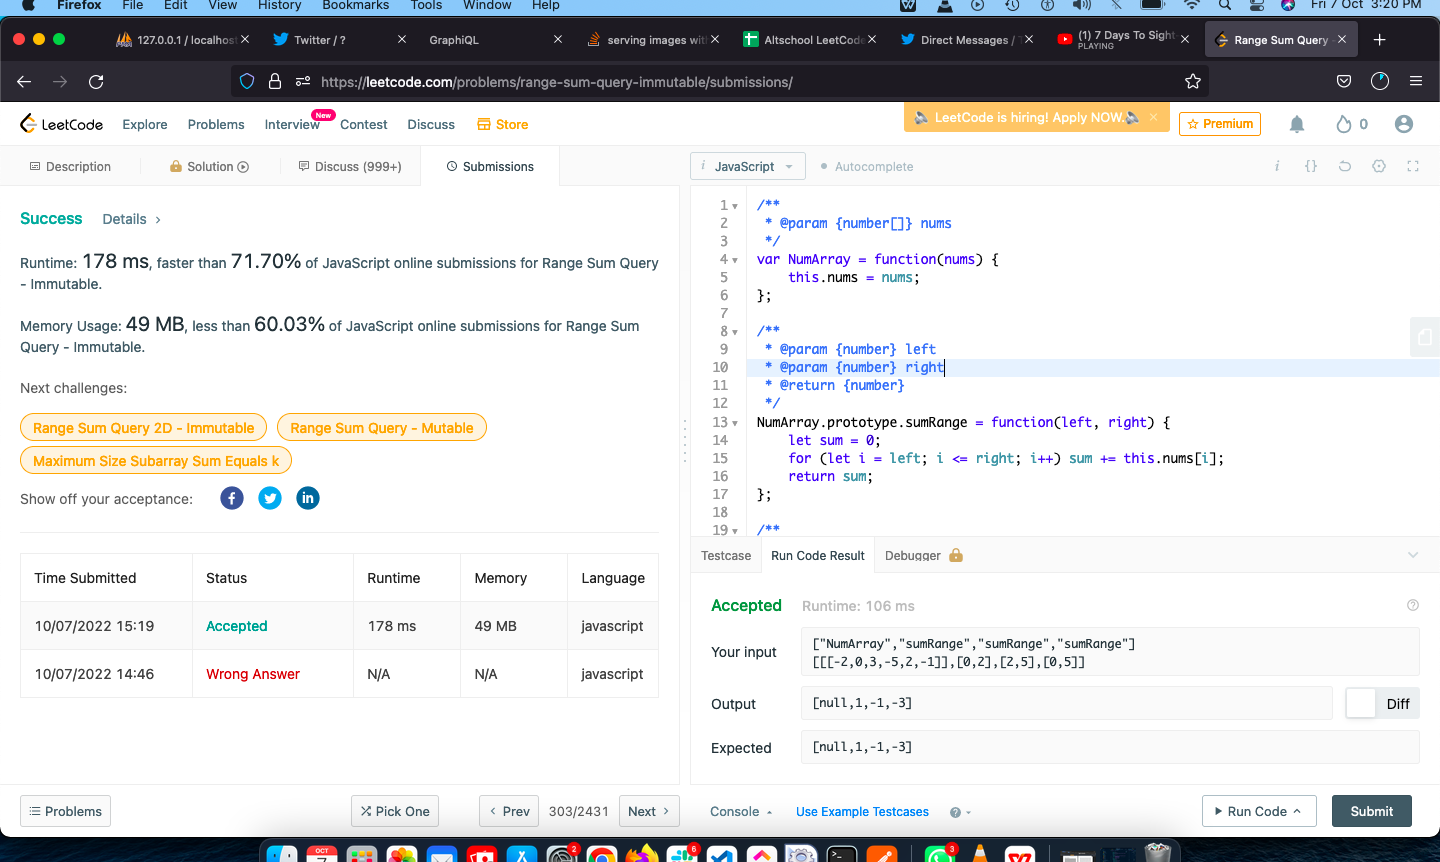 Firefox File Edit View History Bookmarks Tools Window Help Fri 7 Oct 3:20 PM
127.0.0.1 / localhost Twitter / ? GraphiQL serving images with Altschool LeetCode Direct Messages / (1) 7 Days To Sight Range Sum Query -
PLAYING
https://leetcode.com/problems/range-sum-query-immutable/submissions/
LeetCode Explore Problems Interview New Contest Discuss Store LeetCode is hiring! Apply NOW. × Premium 0
Description Solution Discuss (999+) Submissions
i JavaScript Autocomplete i {}
Success Details >
Runtime: 178 ms, faster than 71.70% of JavaScript online submissions for Range Sum Query
- Immutable.
Memory Usage: 49 MB, less than 60.03% of JavaScript online submissions for Range Sum
Query - Immutable.
Next challenges:
Range Sum Query 2D - Immutable Range Sum Query - Mutable
Maximum Size Subarray Sum Equals k
Show off your acceptance:
Time Submitted Status Runtime Memory Language
10/07/2022 15:19 Accepted 178 ms 49 MB javascript
10/07/2022 14:46 Wrong Answer N/A N/A javascript
1 /**
2  * @param {number[]} nums
3  */
4 var NumArray = function(nums) {
5     this.nums = nums;
6 };
7
8 /**
9  * @param {number} left
10  * @param {number} right
11  * @return {number}
12  */
13 NumArray.prototype.sumRange = function(left, right) {
14     let sum = 0;
15     for (let i = left; i <= right; i++) sum += this.nums[i];
16     return sum;
17 };
18
19 /**
Testcase Run Code Result Debugger
Accepted Runtime: 106 ms
Your input
["NumArray","sumRange","sumRange","sumRange"]
[[[-2,0,3,-5,2,-1]],[0,2],[2,5],[0,5]]
Output [null,1,-1,-3] Diff
Expected [null,1,-1,-3]
Problems Pick One < Prev 303/2431 Next > Console Use Example Testcases ? Run Code Submit
OCT
7 2 6 3